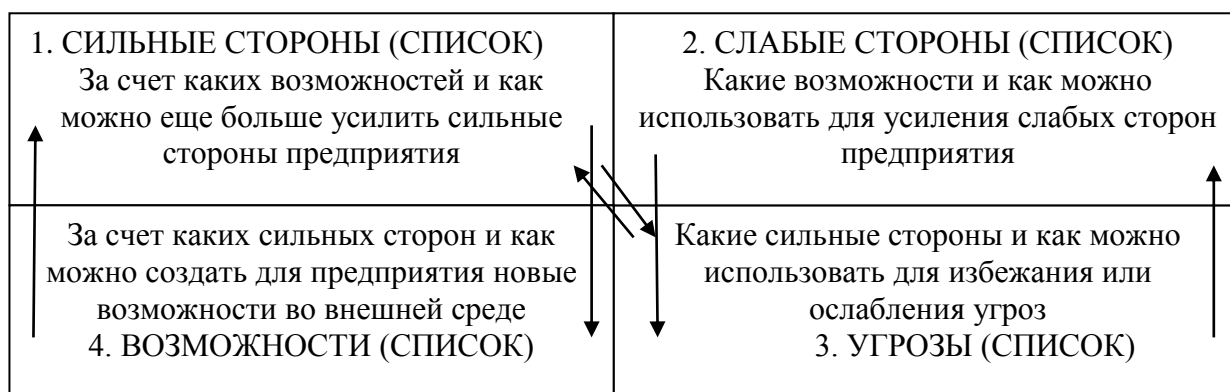 1. СИЛЬНЫЕ СТОРОНЫ (СПИСОК)
За счет каких возможностей и как
можно еще больше усилить сильные
стороны предприятия
2. СЛАБЫЕ СТОРОНЫ (СПИСОК)
Какие возможности и как можно
использовать для усиления слабых сторон
предприятия
За счет каких сильных сторон и как
можно создать для предприятия новые
возможности во внешней среде
4. ВОЗМОЖНОСТИ (СПИСОК)
Какие сильные стороны и как можно
использовать для избежания или
ослабления угроз
3. УГРОЗЫ (СПИСОК)